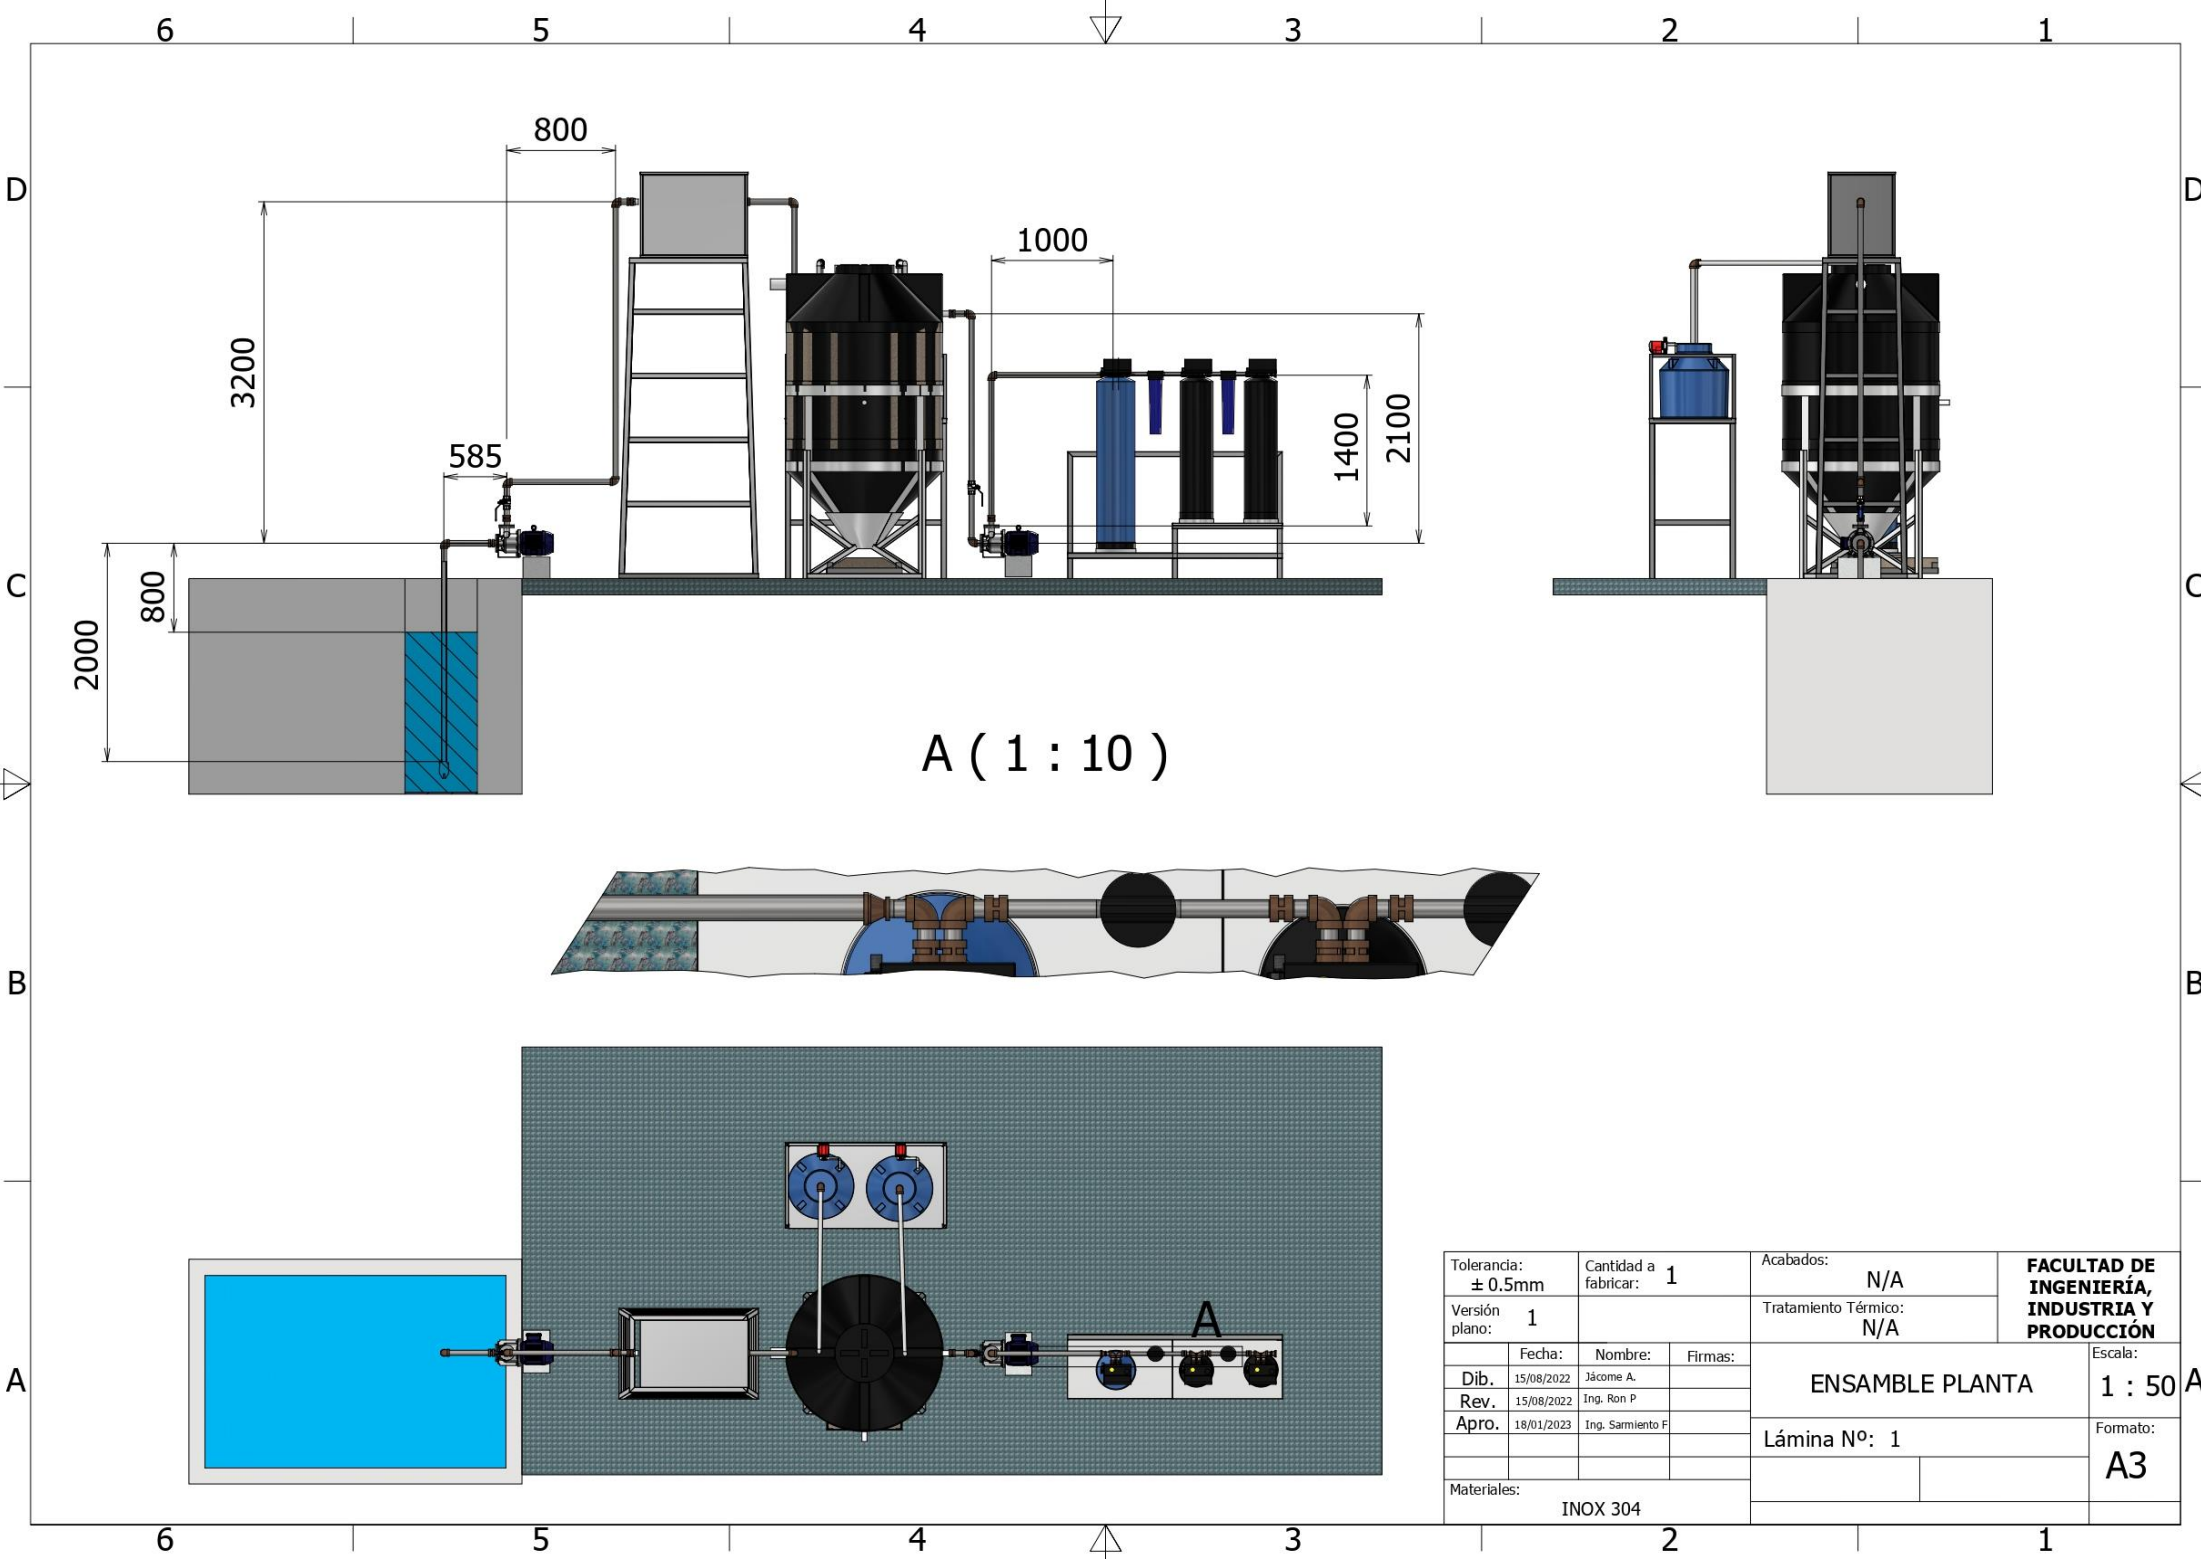 6 5 4 3 2 1
D D
800
1000
3200
585
1400
2100
800
2000
C C
A ( 1 : 10 )
B B
A
A A
Tolerancia:
± 0.5mm
Cantidad a
fabricar: 1
Acabados:
N/A
FACULTAD DE
INGENIERÍA,
INDUSTRIA Y
PRODUCCIÓN
Versión
plano: 1
Tratamiento Térmico:
N/A
Fecha: Nombre: Firmas:
Dib. 15/08/2022 Jácome A.
Rev. 15/08/2022 Ing. Ron P
Apro. 18/01/2023 Ing. Sarmiento F
ENSAMBLE PLANTA
Escala:
1 : 50
Lámina Nº: 1
Formato:
A3
Materiales:
INOX 304
6 5 4 3 2 1